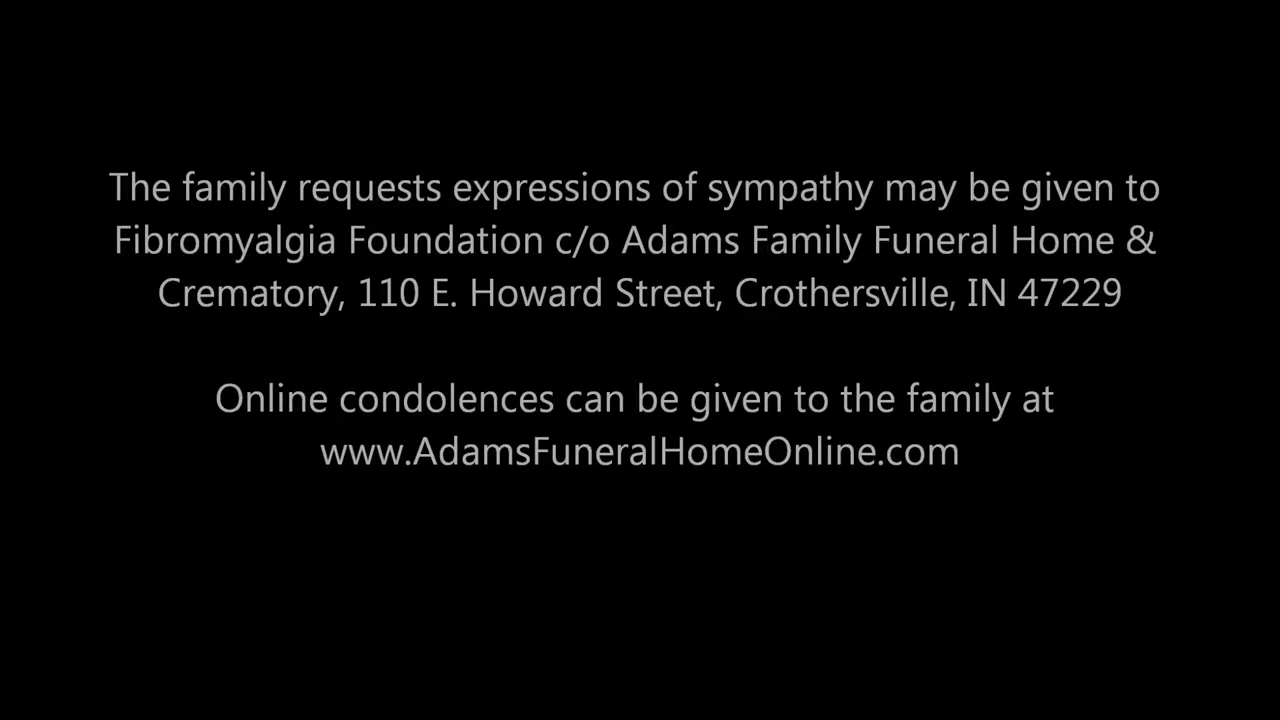 The family requests expressions of sympathy may be given to
Fibromyalgia Foundation c/o Adams Family Funeral Home &
Crematory, 110 E. Howard Street, Crothersville, IN 47229
Online condolences can be given to the family at
www.AdamsFuneralHomeOnline.com